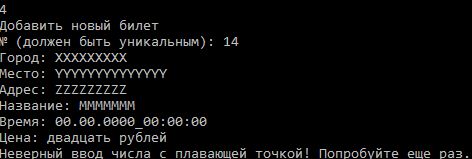 4
Добавить новый билет
№ (должен быть уникальным): 14
Город: XXXXXXXXX
Место: YYYYYYYYYYYYYY
Адрес: ZZZZZZZZZ
Название: MMMMMMM
Время: 00.00.0000_00:00:00
Цена: двадцать рублей
Неверный ввод числа с плавающей точкой! Попробуйте еще раз.